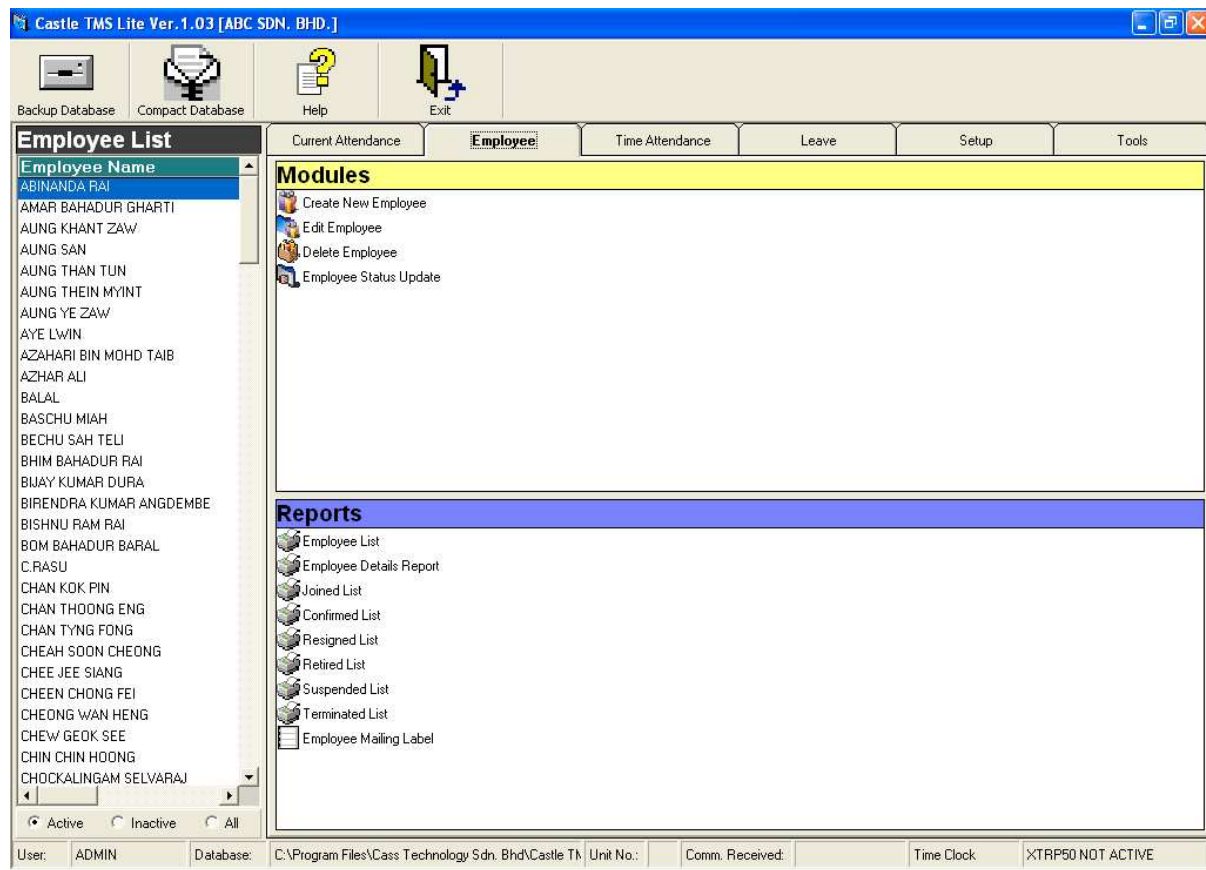 Castle TMS Lite Ver.1.03 [ABC SDN. BHD.]
Backup Database
Compact Database
Help
Exit
Employee List
Current Attendance
Employee
Time Attendance
Leave
Setup
Tools
Employee Name
ABINANDA RAI
AMAR BAHADUR GHARTI
AUNG KHANT ZAW
AUNG SAN
AUNG THAN TUN
AUNG THEIN MYINT
AUNG YE ZAW
AYE LWIN
AZAHARI BIN MOHD TAIB
AZHAR ALI
BALAL
BASCHU MIAH
BECHU SAH TELI
BHIM BAHADUR RAI
BIJAY KUMAR DURA
BIRENDRA KUMAR ANGDEMBE
BISHNU RAM RAI
BOM BAHADUR BARAL
C.RASU
CHAN KOK PIN
CHAN THOONG ENG
CHAN TYNG FONG
CHEAH SOON CHEONG
CHEE JEE SIANG
CHEEN CHONG FEI
CHEONG WAN HENG
CHEW GEOK SEE
CHIN CHIN HOONG
CHOCKALINGAM SELVARAJ
Active
Inactive
All
Modules
Create New Employee
Edit Employee
Delete Employee
Employee Status Update
Reports
Employee List
Employee Details Report
Joined List
Confirmed List
Resigned List
Retired List
Suspended List
Terminated List
Employee Mailing Label
User: ADMIN Database: C:\Program Files\Cass Technology Sdn. Bhd\Castle TM Unit No.: Comm. Received: Time Clock XTRP50 NOT ACTIVE